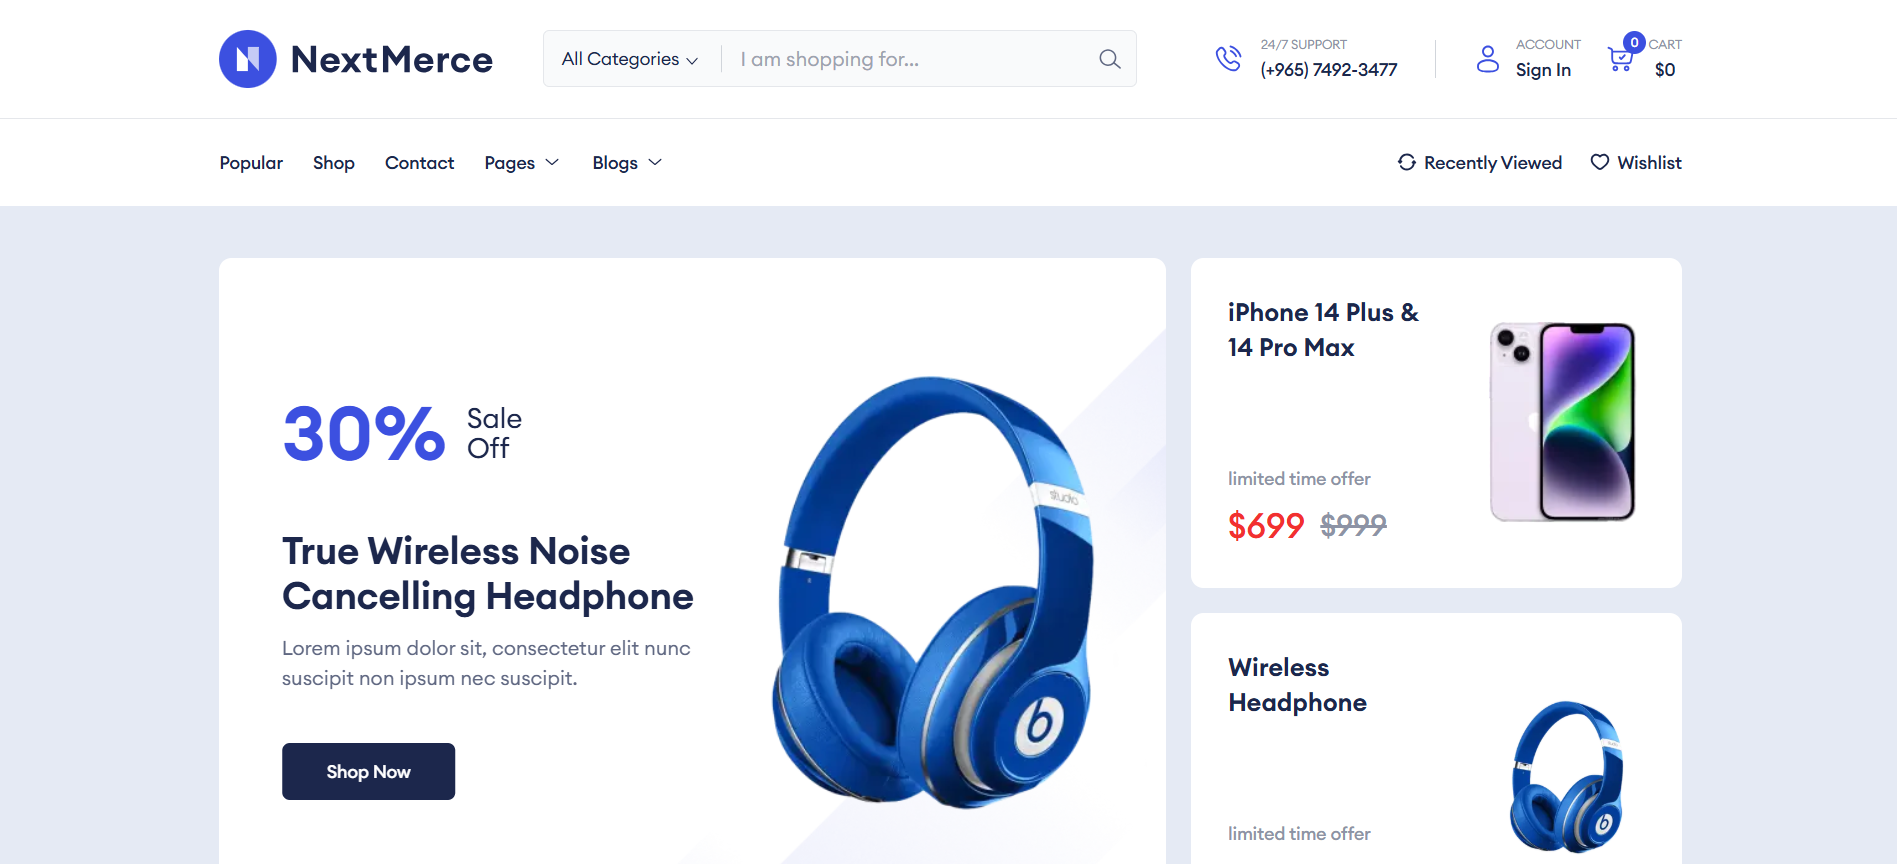 NextMerce
All Categories
I am shopping for...
24/7 SUPPORT
(+965) 7492-3477
ACCOUNT
Sign In
0
CART
$0
Popular
Shop
Contact
Pages
Blogs
Recently Viewed
Wishlist
30%
Sale
Off
True Wireless Noise
Cancelling Headphone
Lorem ipsum dolor sit, consectetur elit nunc
suscipit non ipsum nec suscipit.
Shop Now
studio
b
iPhone 14 Plus &
14 Pro Max
limited time offer
$699 $999
Wireless
Headphone
limited time offer
b